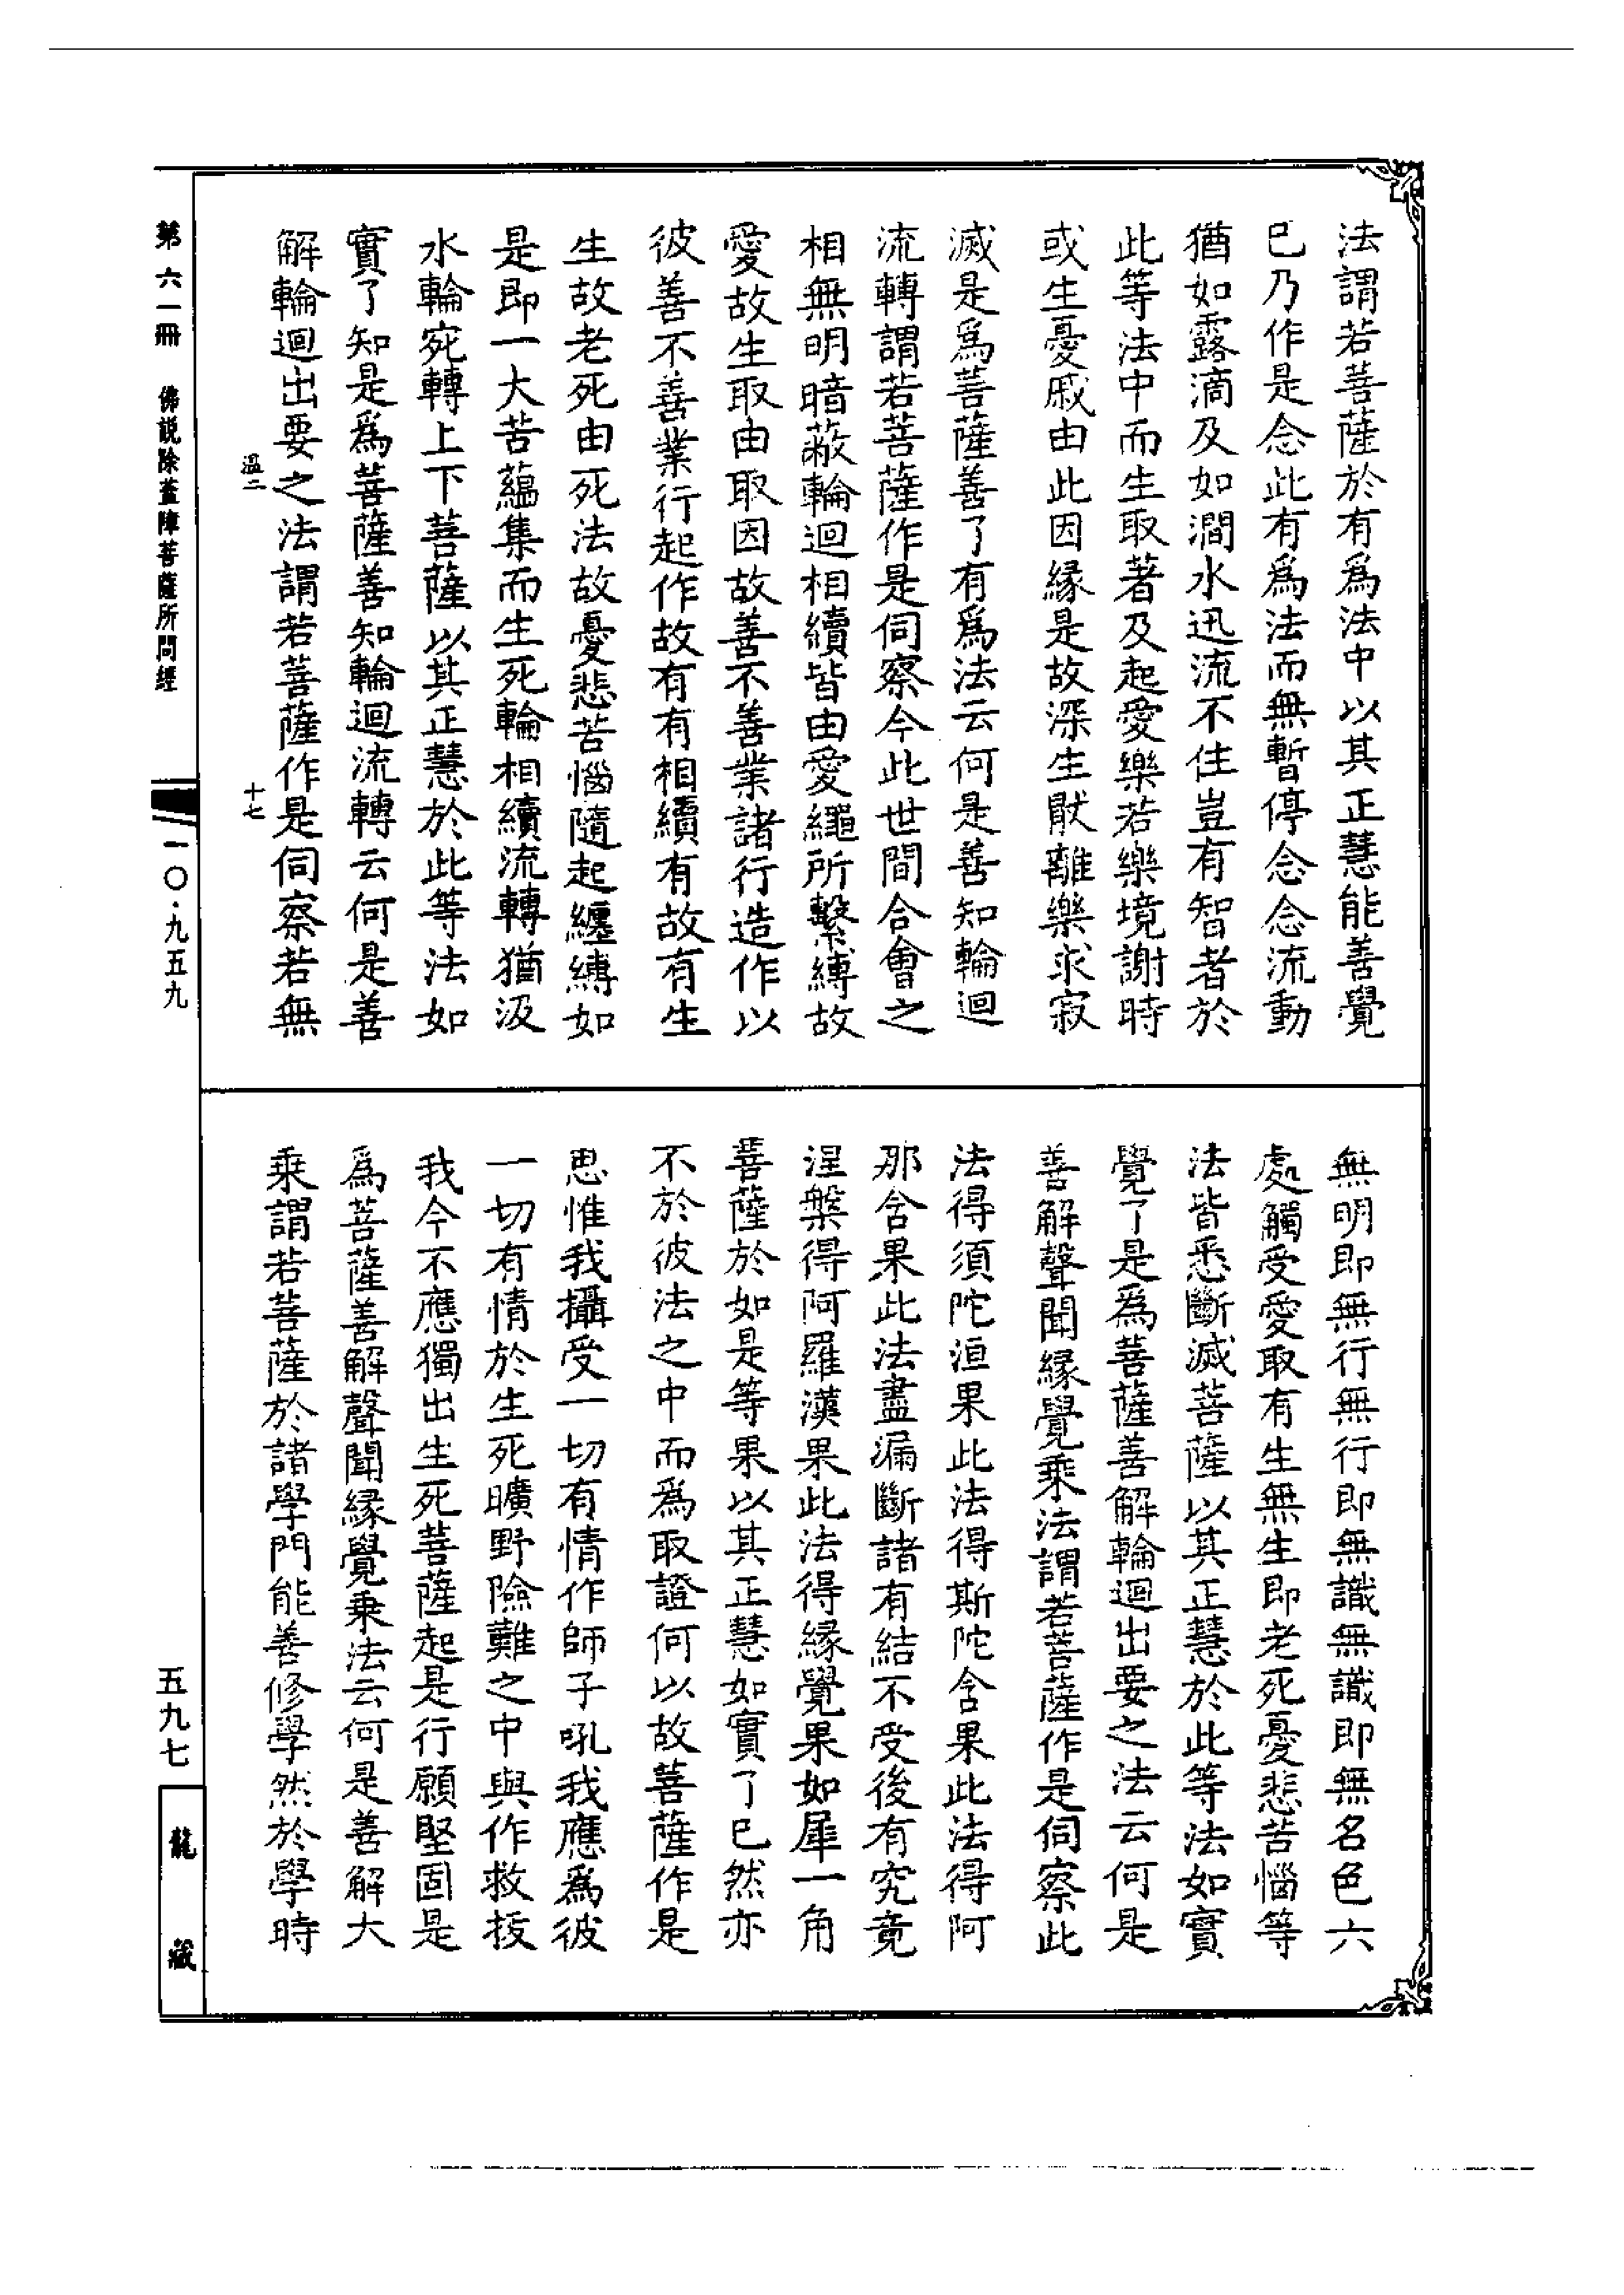 法謂若菩薩於有爲法中以其正慧能善覺
已乃作是念此有爲法而無暫停念念流動
猶如露滴及如澗水迅流不住豈有智者於
此等法中而生取著及起愛樂若樂境謝時
或生憂戚由此因緣是故深生厭離樂求寂
滅是爲菩薩善了有爲法云何是善知輪迴
流轉謂若菩薩作是伺察今此世間合會之
相無明暗蔽輪迴相續皆由愛繩所繫縛故
愛故生取由取因故善不善業諸行造作以
彼善不善業行起作故有有相續有故有生
生故老死由死法故憂悲苦惱隨起纏縛如
是即一大苦蘊集而生死輪相續流轉猶汲
水輪宛轉上下菩薩以其正慧於此等法如
實了知是爲菩薩善知輪迴流轉云何是善
解輪迴出要之法謂若菩薩作是伺察若無
温二 十七
無明即無行無行即無識無識即無名色六
處觸受愛取有生無生即老死憂悲苦惱等
法皆悉斷滅菩薩以其正慧於此等法如實
覺了是爲菩薩善解輪迴出要之法云何是
善解聲聞緣覺乘法謂若菩薩作是伺察此
法得須陀洹果此法得斯陀含果此法得阿
那含果此法盡漏斷諸有結不受後有究竟
涅槃得阿羅漢果此法得緣覺果如犀一角
菩薩於如是等果以其正慧如實了已然亦
不於彼法之中而爲取證何以故菩薩作是
思惟我攝受一切有情作師子吼我應爲彼
一切有情於生死曠野險難之中與作救拔
我今不應獨出生死菩薩起是行願堅固是
爲菩薩善解聲聞緣覺乘法云何是善解大
乘謂若菩薩於諸學門能善修學然於學時
第六一冊 佛説除蓋障菩薩所問經 一〇·九五九 五九七 龍藏